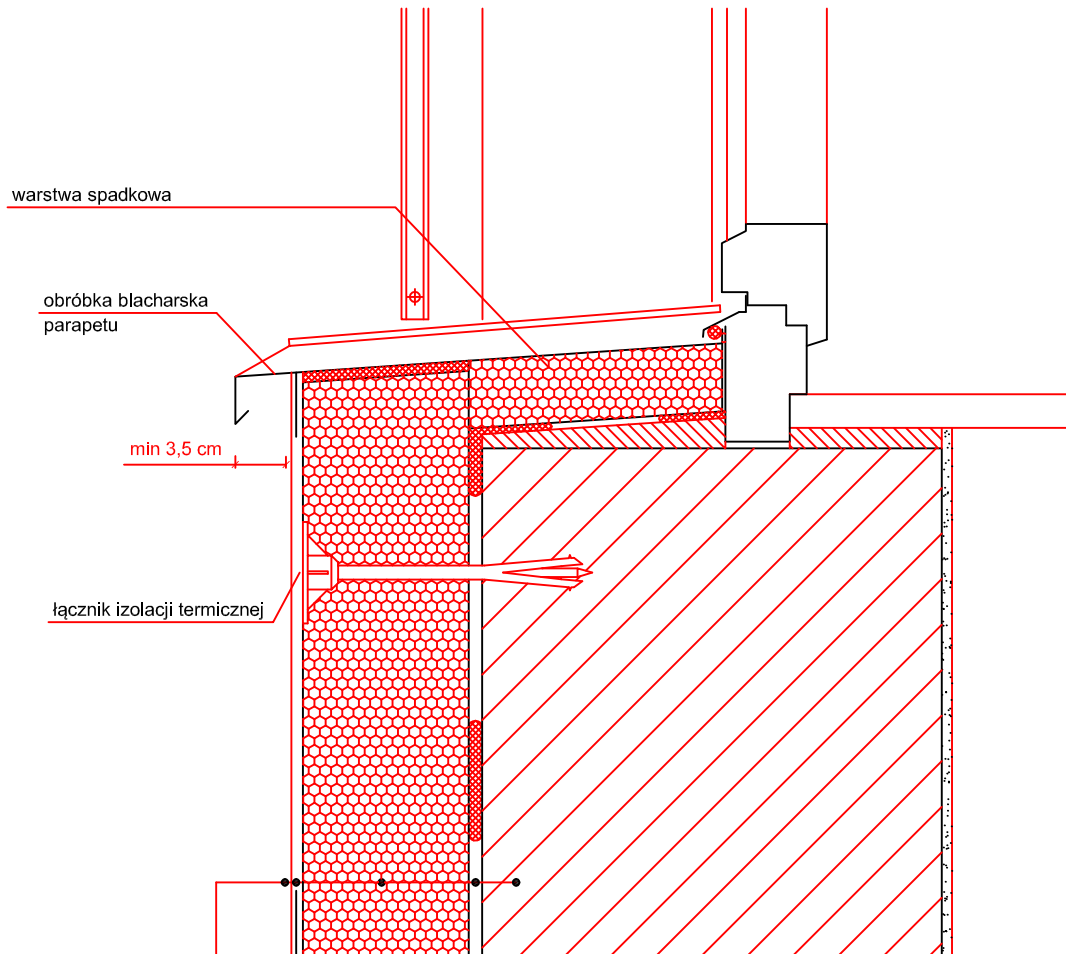 warstwa spadkowa
obróbka blacharska
parapetu
min 3,5 cm
łącznik izolacji termicznej